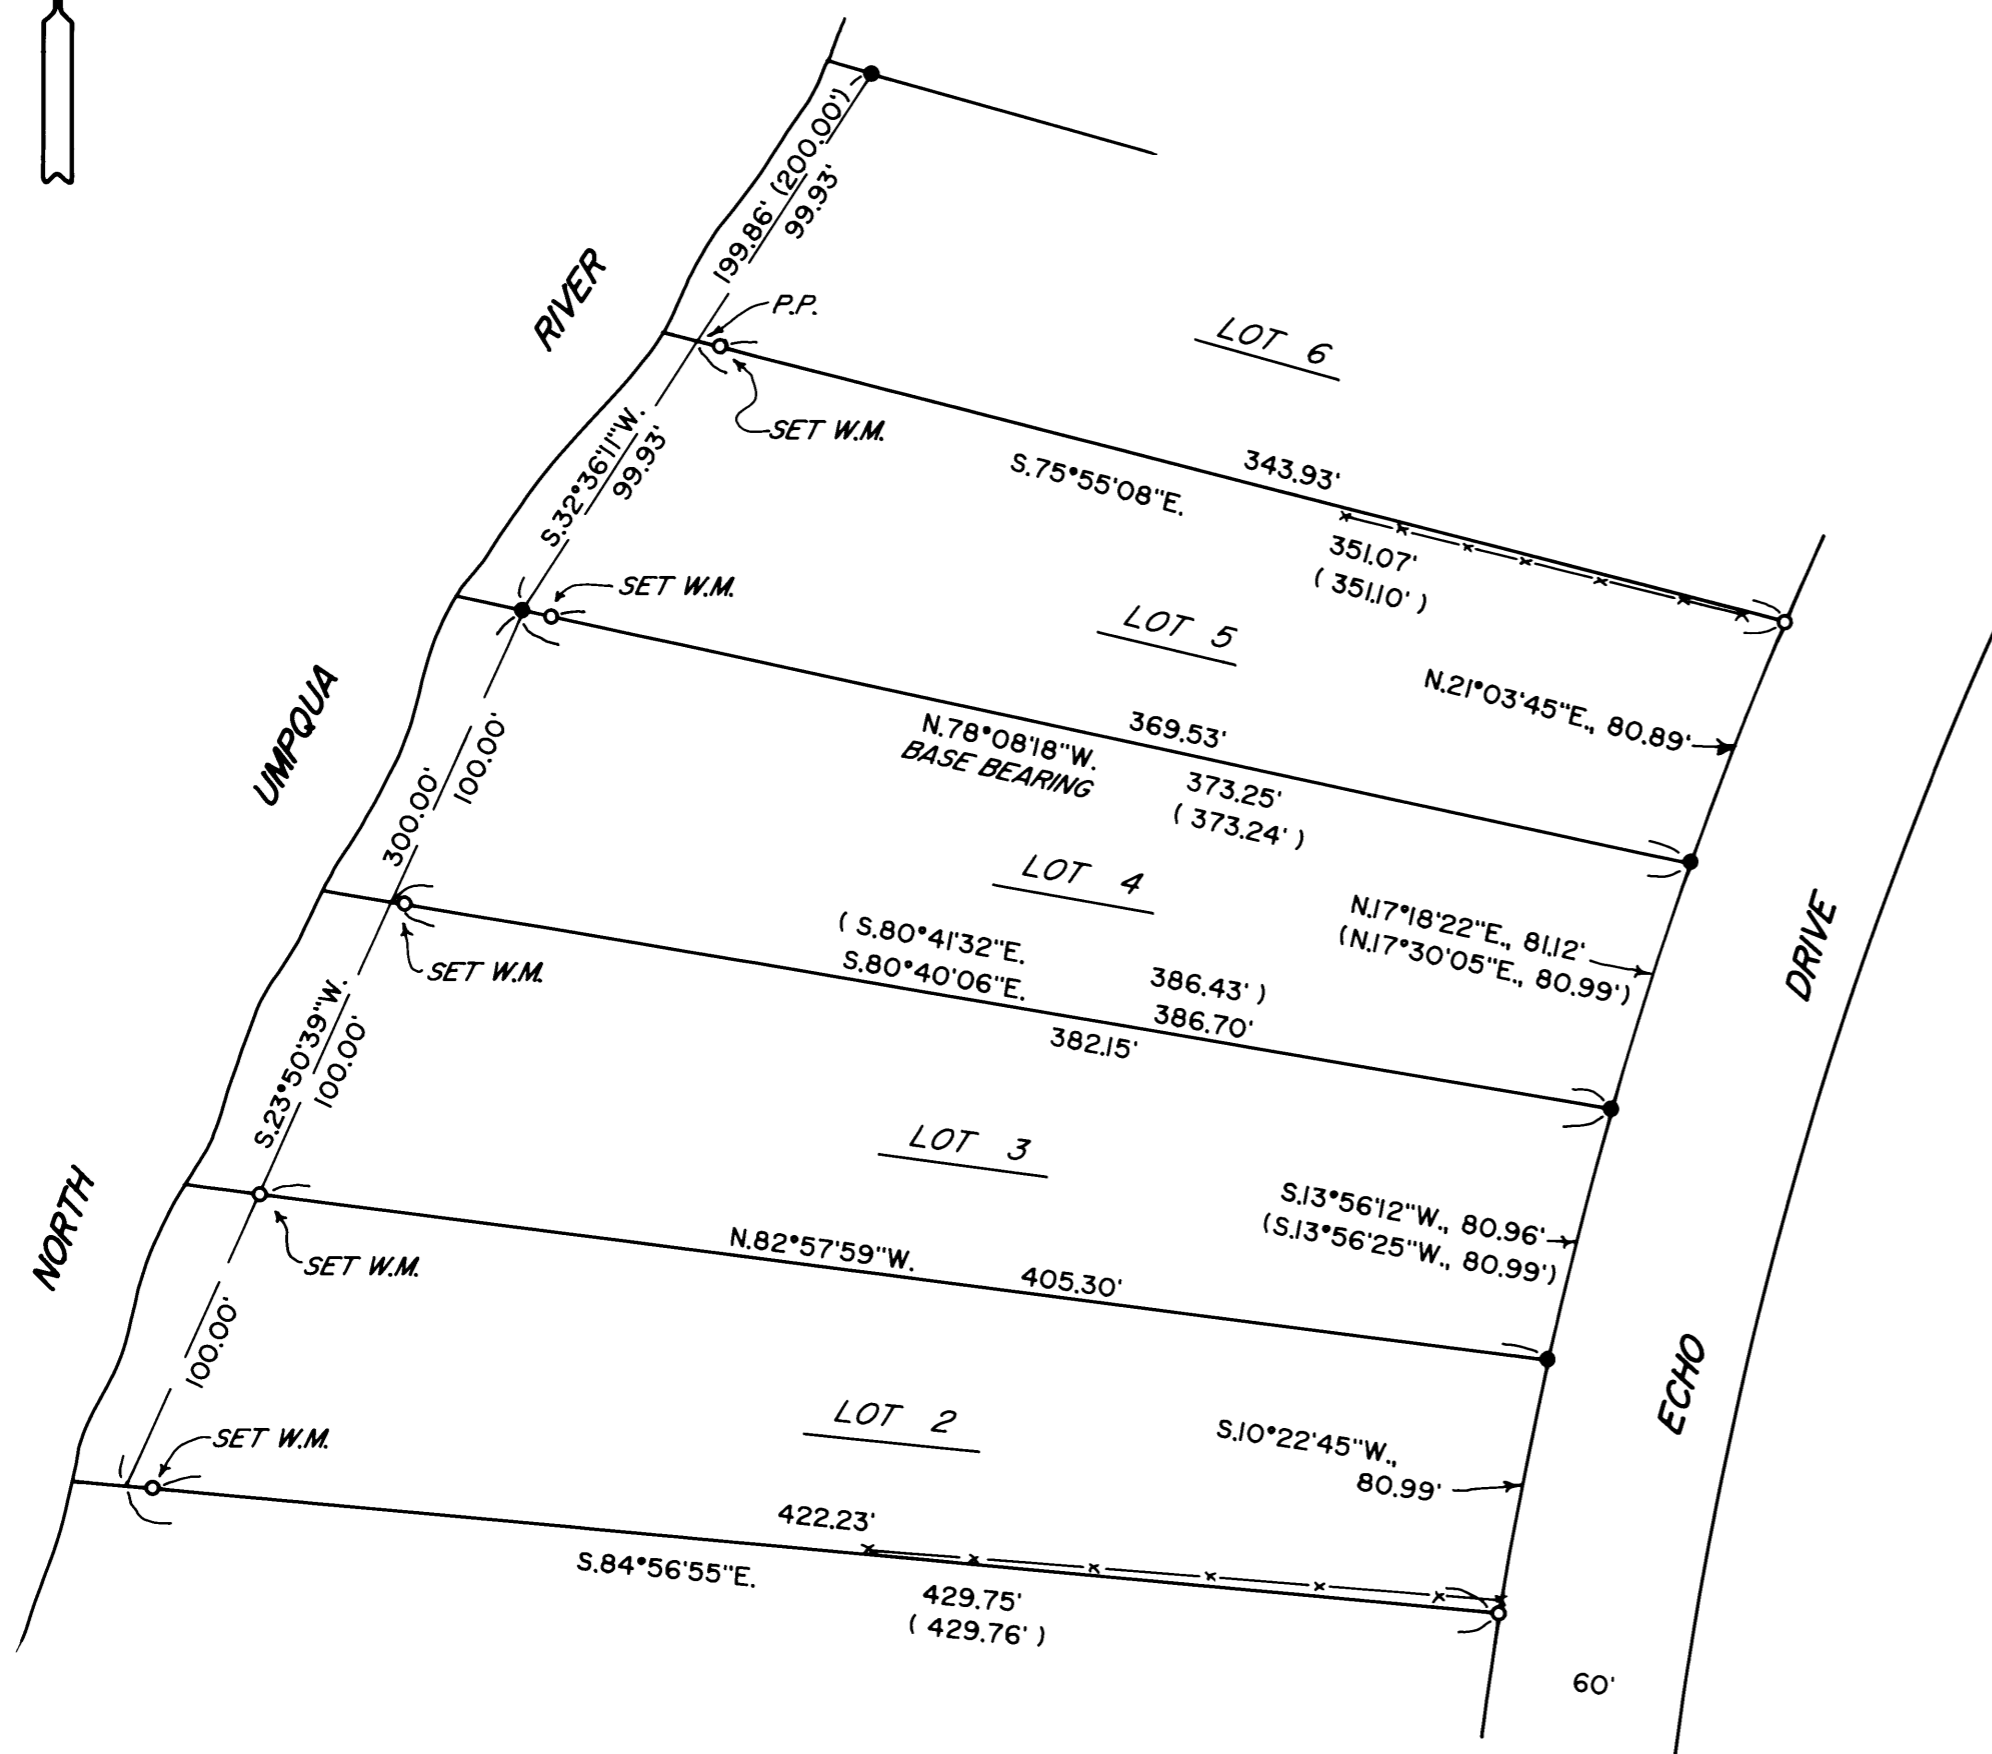 199.86' (200.00')
99.93'
RIVER
P.P.
SET W.M.
LOT 6
S.32°36'11"W.
99.93'
343.93'
S.75°55'08"E.
351.07'
( 351.10' )
SET W.M.
LOT 5
N.21°03'45"E., 80.89'
UMPQUA
300.00'
100.00'
369.53'
N.78°08'18"W.
BASE BEARING
373.25'
( 373.24' )
LOT 4
N.17°18'22"E., 81.12'
(N.17°30'05"E., 80.99')
DRIVE
( S.80°41'32"E. 386.43' )
S.80°40'06"E. 386.70'
382.15'
SET W.M.
S.23°50'39"W.
100.00'
LOT 3
S.13°56'12"W., 80.96'
(S.13°56'25"W., 80.99')
NORTH
SET W.M.
N.82°57'59"W.
405.30'
100.00'
ECHO
LOT 2
S.10°22'45"W.,
80.99'
SET W.M.
422.23'
S.84°56'55"E.
429.75'
( 429.76' )
60'